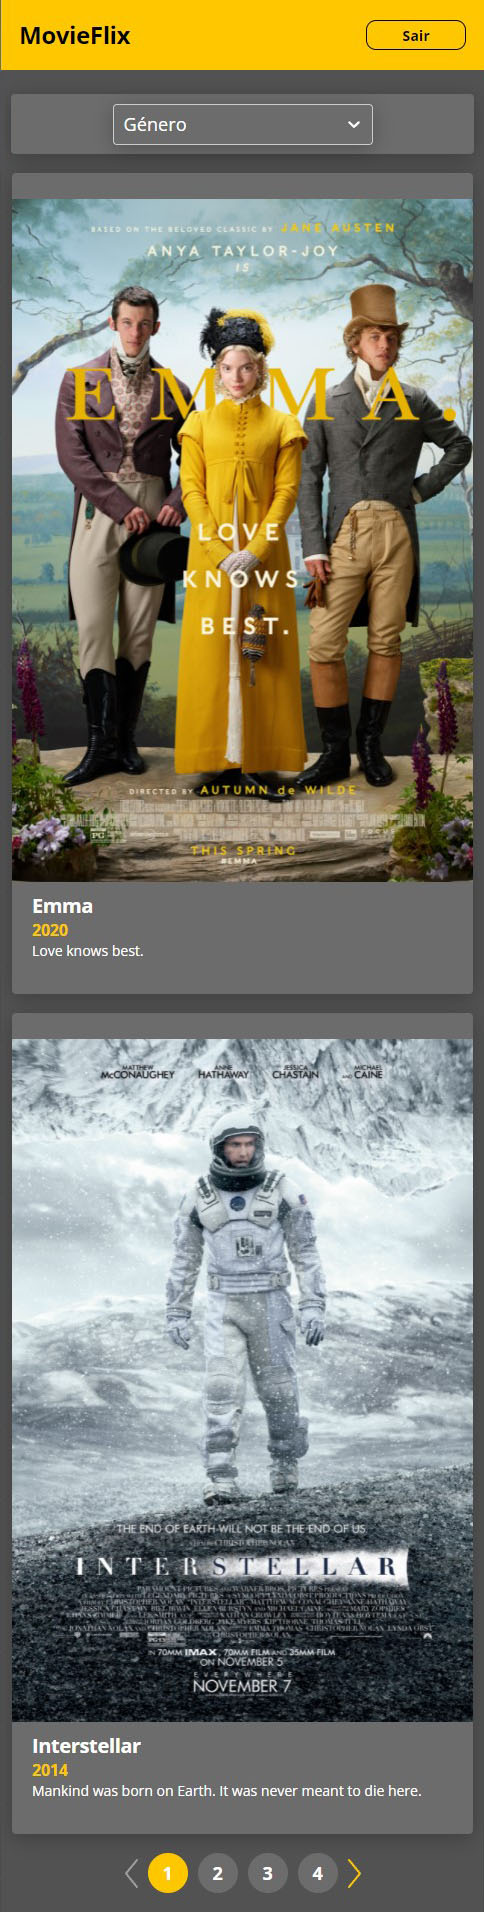 MovieFlix
Sair
Género
BASED ON THE BELOVED CLASSIC BY JANE AUSTEN
ANYA TAYLOR-JOY
IS
EMMA.
LOVE
KNOWS
BEST.
DIRECTED BY AUTUMN de WILDE
PG
FOCUS
THIS SPRING
#EMMA
Emma
2020
Love knows best.
MATTHEW McCONAUGHEY ANNE HATHAWAY JESSICA CHASTAIN AND MICHAEL CAINE
THE END OF EARTH WILL NOT BE THE END OF US
CHRISTOPHER NOLAN
INTERSTELLAR
IN 70MM IMAX, 70MM FILM AND 35MM FILM
ON NOVEMBER 5
EVERYWHERE
NOVEMBER 7
Interstellar
2014
Mankind was born on Earth. It was never meant to die here.
1 2 3 4